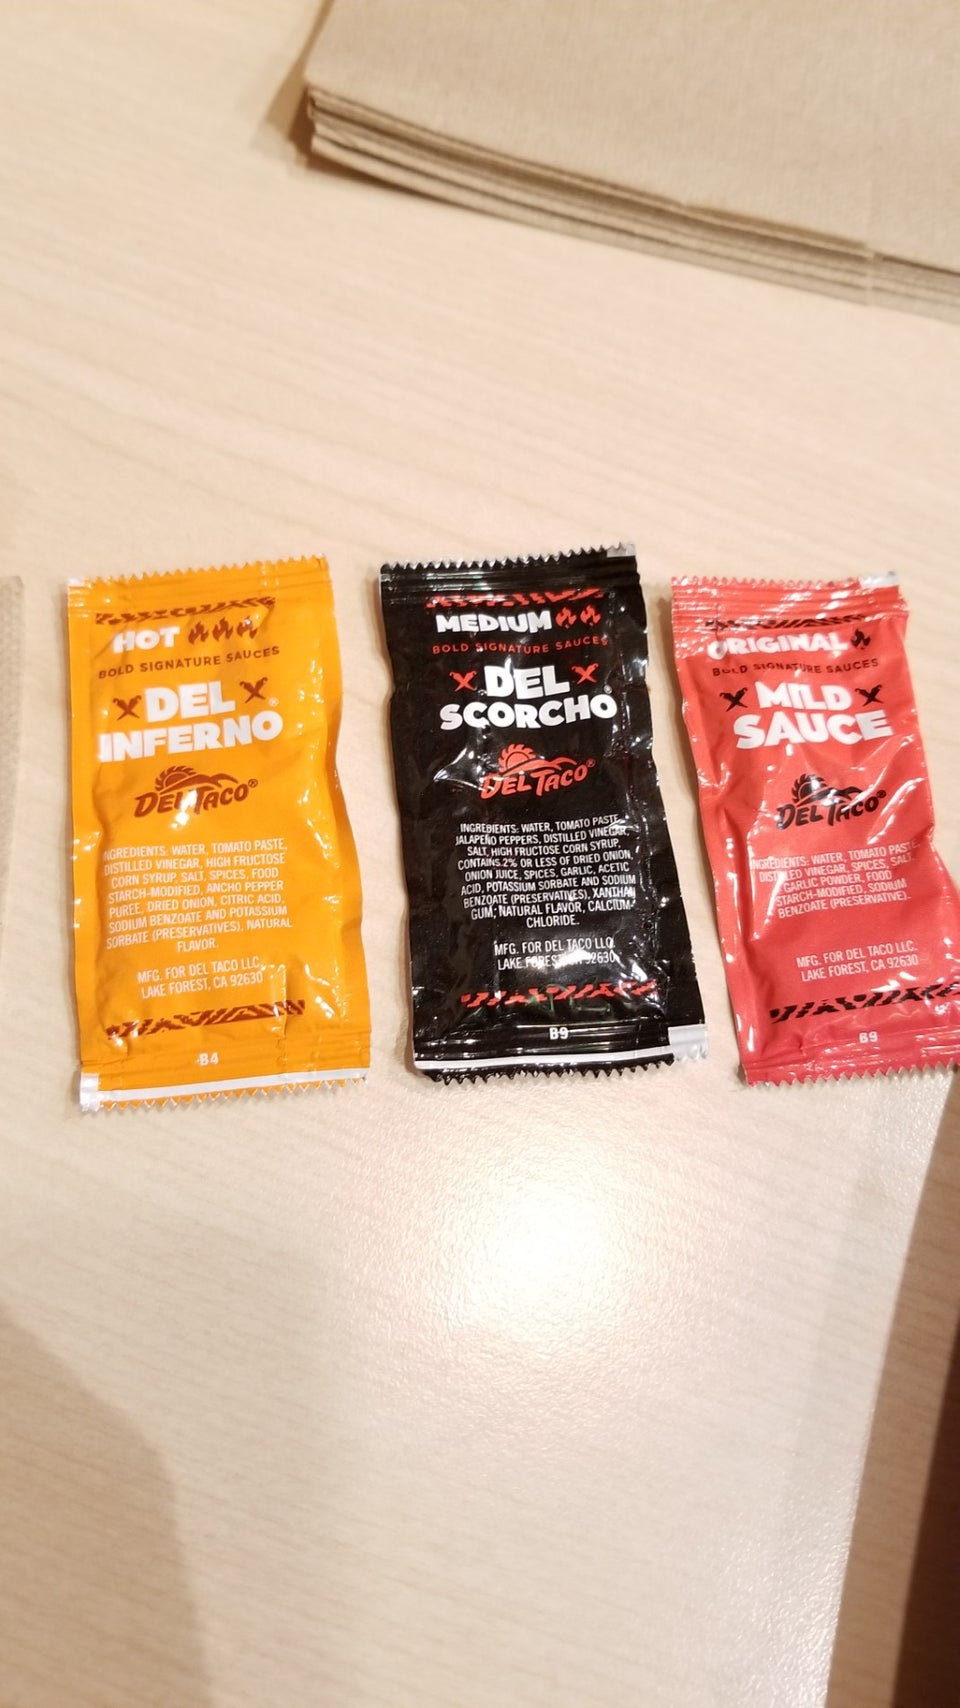 HOT
BOLD SIGNATURE SAUCES
DEL
INFERNO®
DEL TACO®
INGREDIENTS: WATER, TOMATO PASTE,
DISTILLED VINEGAR, HIGH FRUCTOSE
CORN SYRUP, SALT, SPICES, FOOD
STARCH-MODIFIED, ANCHO PEPPER
PUREE, DRIED ONION, CITRIC ACID,
SODIUM BENZOATE AND POTASSIUM
SORBATE (PRESERVATIVES), NATURAL
FLAVOR.
MFG. FOR DEL TACO LLC.
LAKE FOREST, CA 92630
B4
MEDIUM
BOLD SIGNATURE SAUCES
DEL
SCORCHO®
DEL TACO®
INGREDIENTS: WATER, TOMATO PASTE,
JALAPEÑO PEPPERS, DISTILLED VINEGAR,
SALT, HIGH FRUCTOSE CORN SYRUP,
CONTAINS 2% OR LESS OF DRIED ONION,
ONION JUICE, SPICES, GARLIC, ACETIC
ACID, POTASSIUM SORBATE AND SODIUM
BENZOATE (PRESERVATIVES), XANTHAN
GUM, NATURAL FLAVOR, CALCIUM
CHLORIDE.
MFG. FOR DEL TACO LLC.
LAKE FOREST, 92630
B9
ORIGINAL
BOLD SIGNATURE SAUCES
MILD
SAUCE
DEL TACO®
INGREDIENTS: WATER, TOMATO PASTE,
DISTILLED VINEGAR, SPICES, SALT,
GARLIC POWDER, FOOD
STARCH-MODIFIED, SODIUM
BENZOATE (PRESERVATIVE).
MFG. FOR DEL TACO LLC.
LAKE FOREST, CA 92630
B9